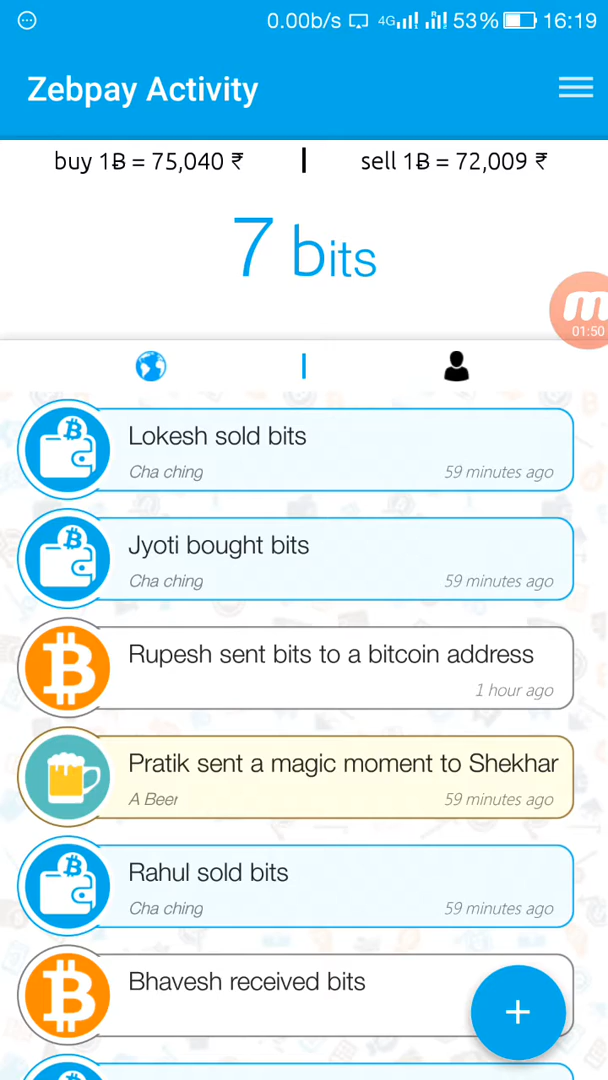 0.00b/s 4G R 53% 16:19
Zebpay Activity
buy 1Ƀ = 75,040 ₹ | sell 1Ƀ = 72,009 ₹
7 bits
01:50
Lokesh sold bits
Cha ching 59 minutes ago
Jyoti bought bits
Cha ching 59 minutes ago
Rupesh sent bits to a bitcoin address
1 hour ago
Pratik sent a magic moment to Shekhar
A Beer 59 minutes ago
Rahul sold bits
Cha ching 59 minutes ago
Bhavesh received bits
+